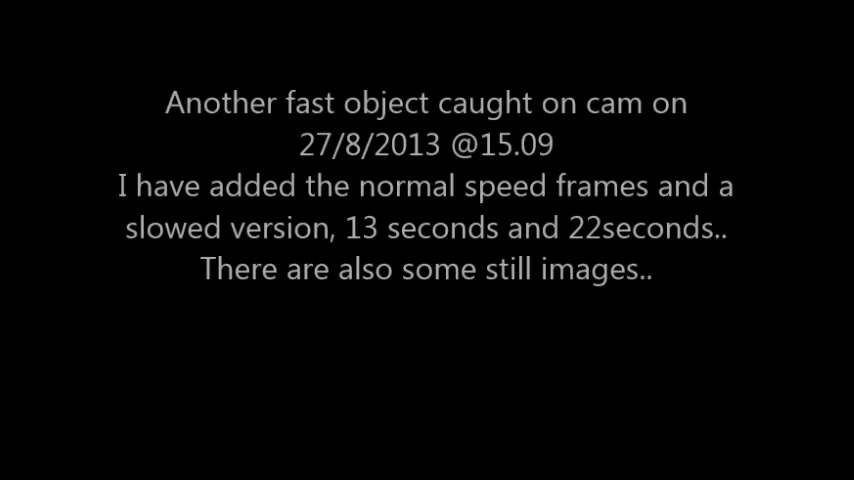 Another fast object caught on cam on
27/8/2013 @15.09
I have added the normal speed frames and a
slowed version, 13 seconds and 22seconds..
There are also some still images..